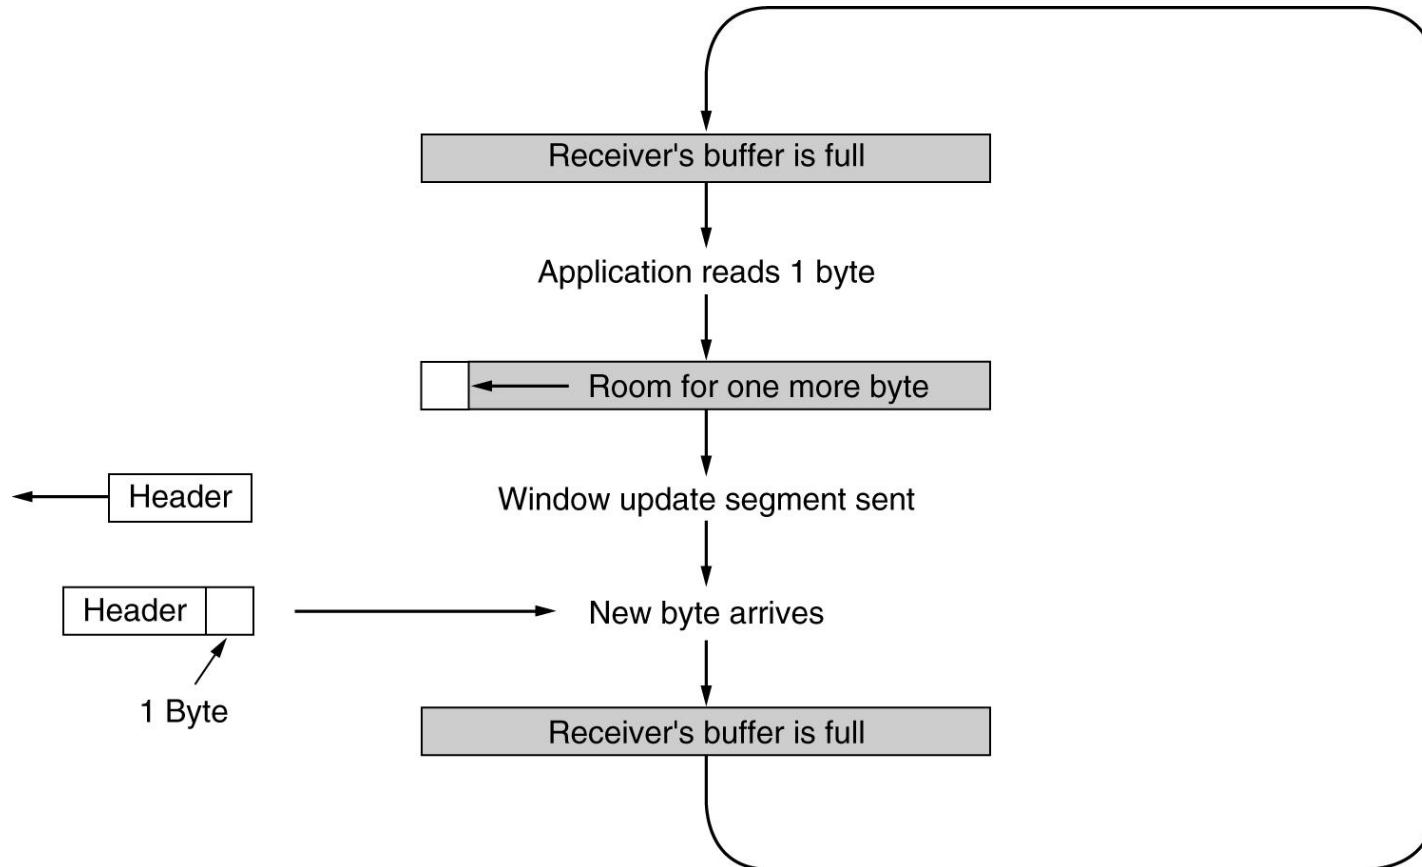 Receiver's buffer is full
Application reads 1 byte
Room for one more byte
Header
Window update segment sent
Header
New byte arrives
1 Byte
Receiver's buffer is full